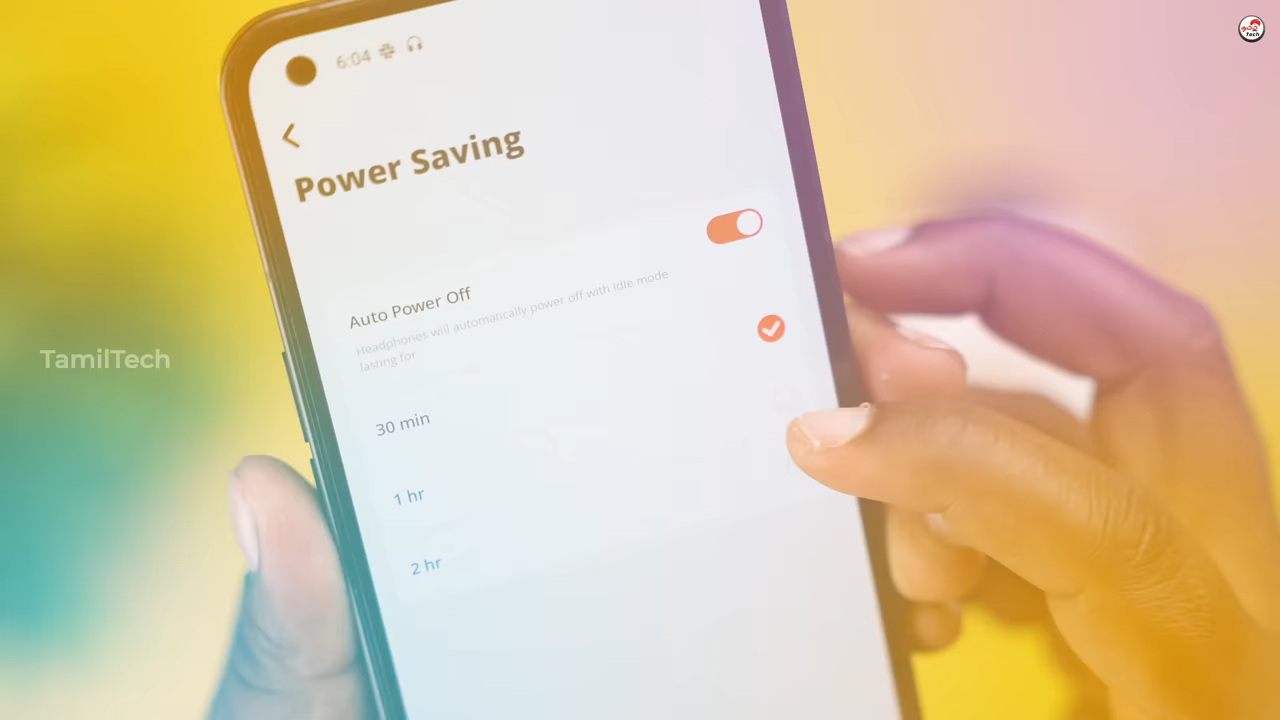 6:04
Power Saving
Auto Power Off
Headphones will automatically power off with idle mode
lasting for
30 min
1 hr
2 hr
TamilTech
Tech